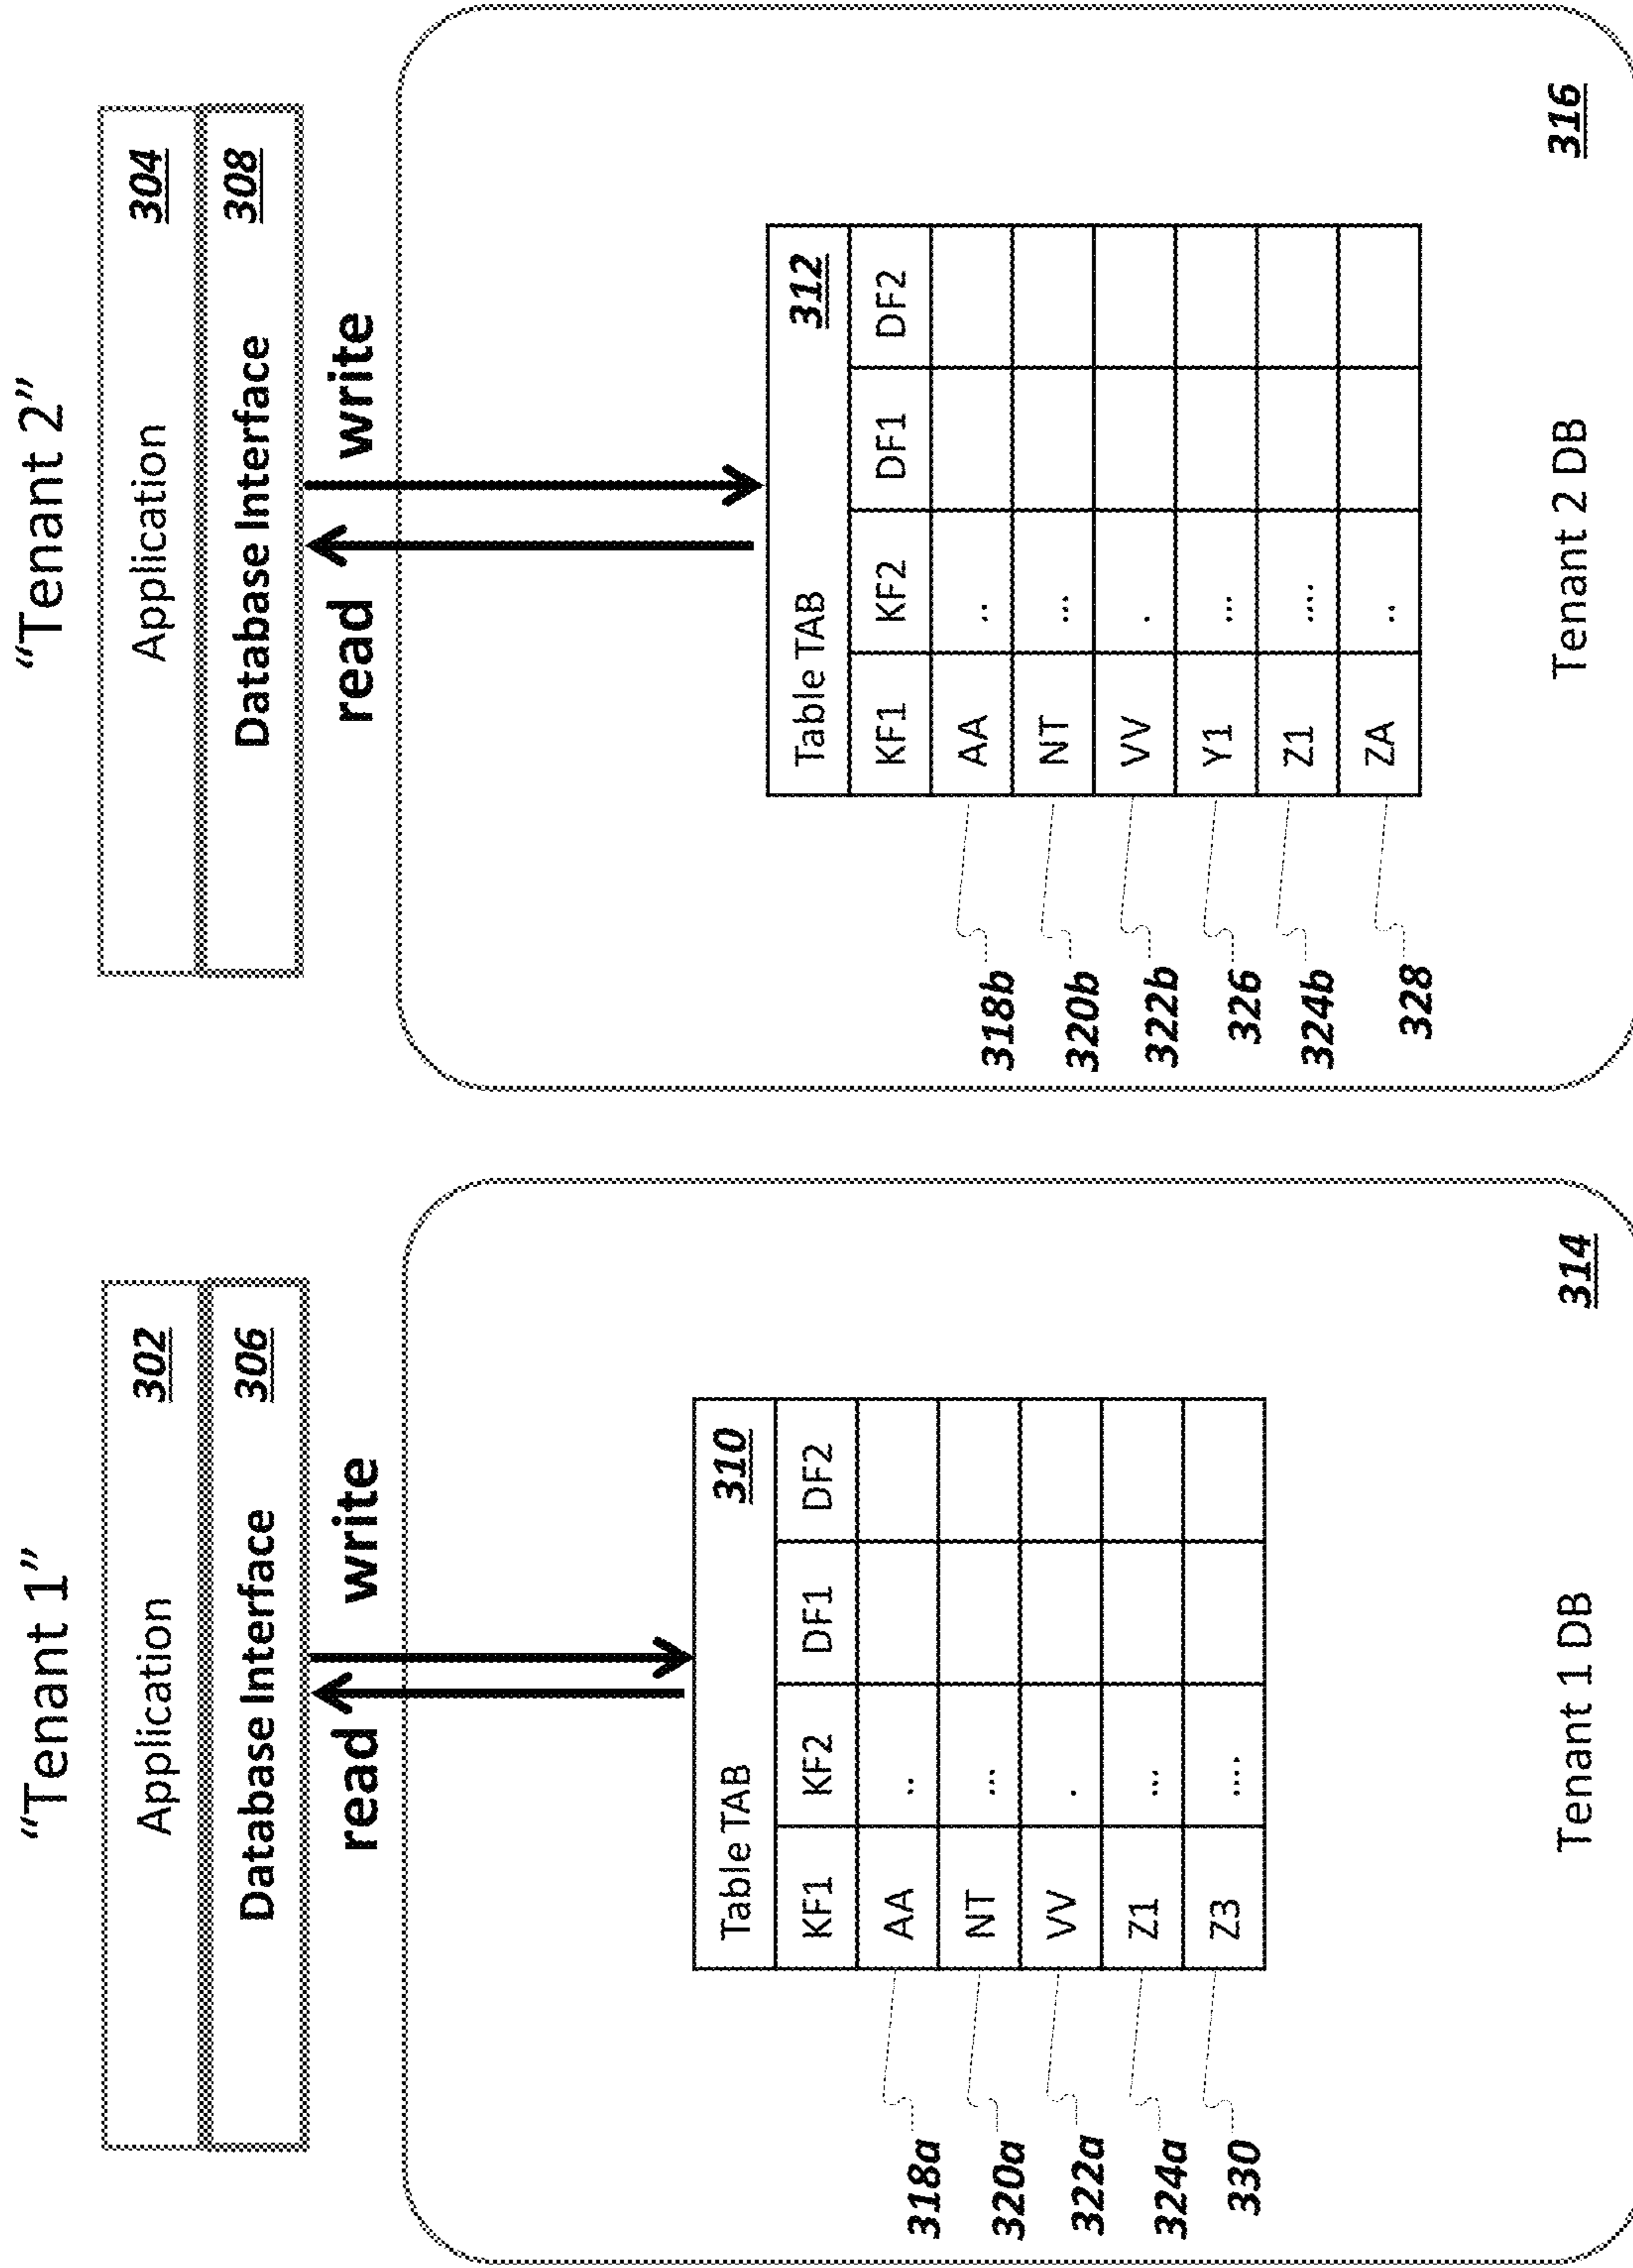 "Tenant 1"
Application 302
Database Interface 306
read write
Table TAB 310
KF1 KF2 DF1 DF2
318a AA ..
320a NT ...
322a VV .
324a Z1 ...
330 Z3 ....
Tenant 1 DB 314
"Tenant 2"
Application 304
Database Interface 308
read write
Table TAB 312
KF1 KF2 DF1 DF2
318b AA ..
320b NT ...
322b VV .
326 Y1 ...
324b Z1 ....
328 ZA ..
Tenant 2 DB 316